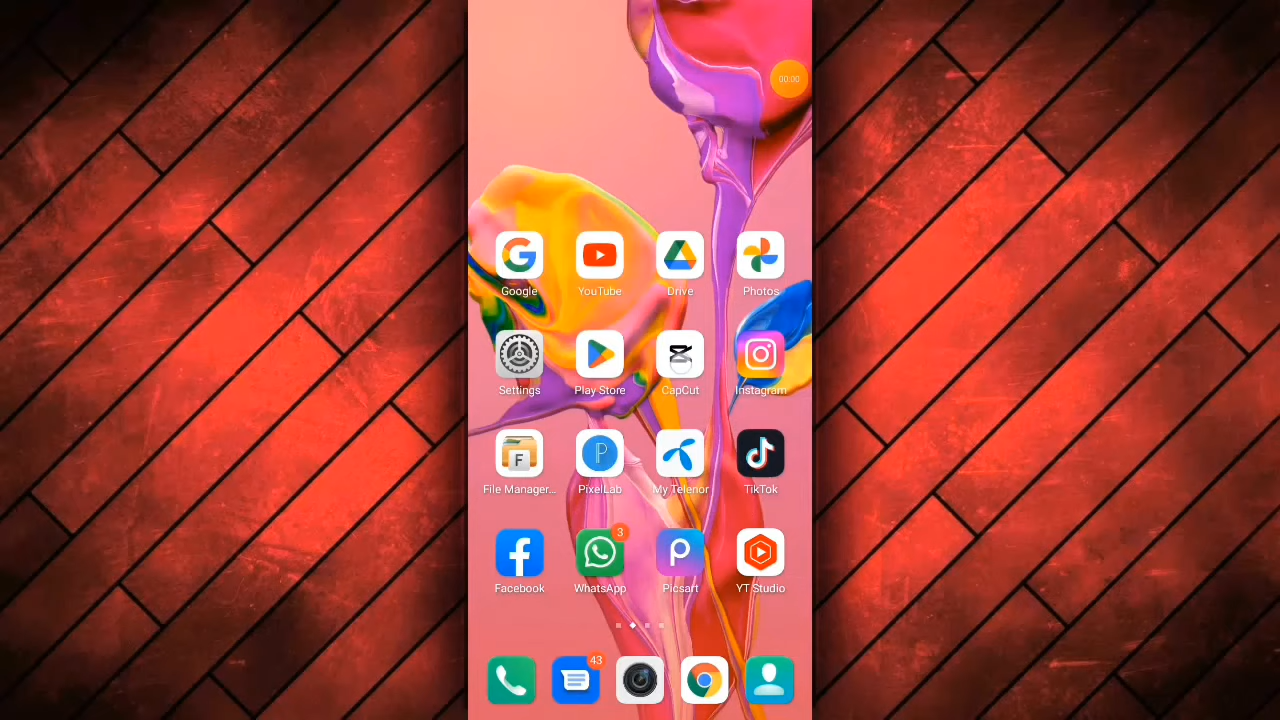 00:00
Google YouTube Drive Photos
Settings Play Store CapCut Instagram
F
File Manager... PixelLab My Telenor TikTok
3
Facebook WhatsApp Picsart YT Studio
43